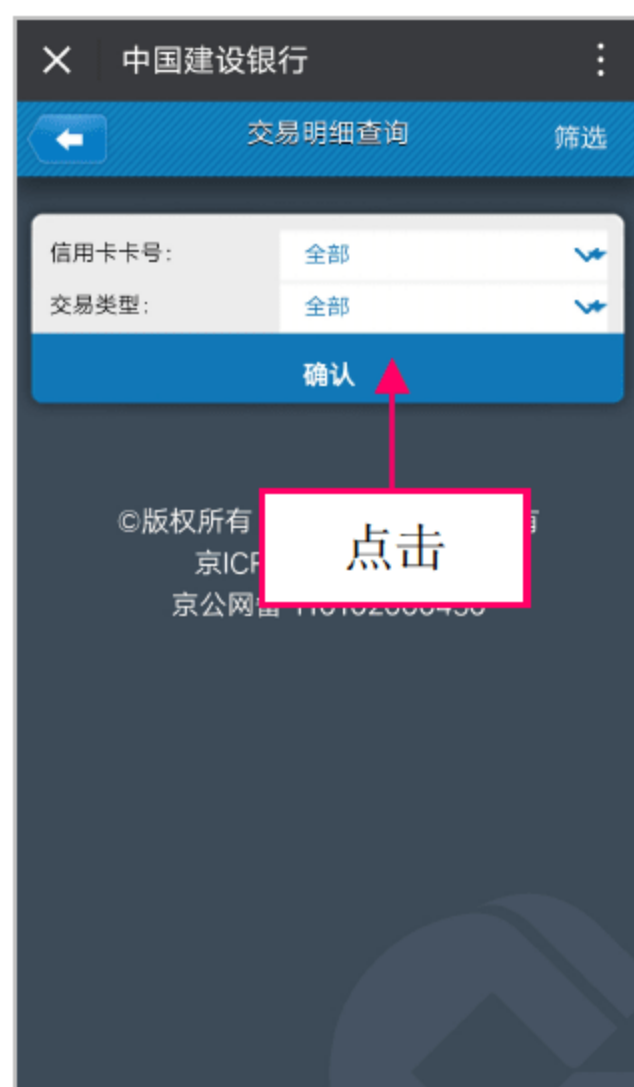 中国建设银行
交易明细查询 筛选
信用卡卡号: 全部
交易类型: 全部
确认
©版权所有
点击
京ICP
京公网备